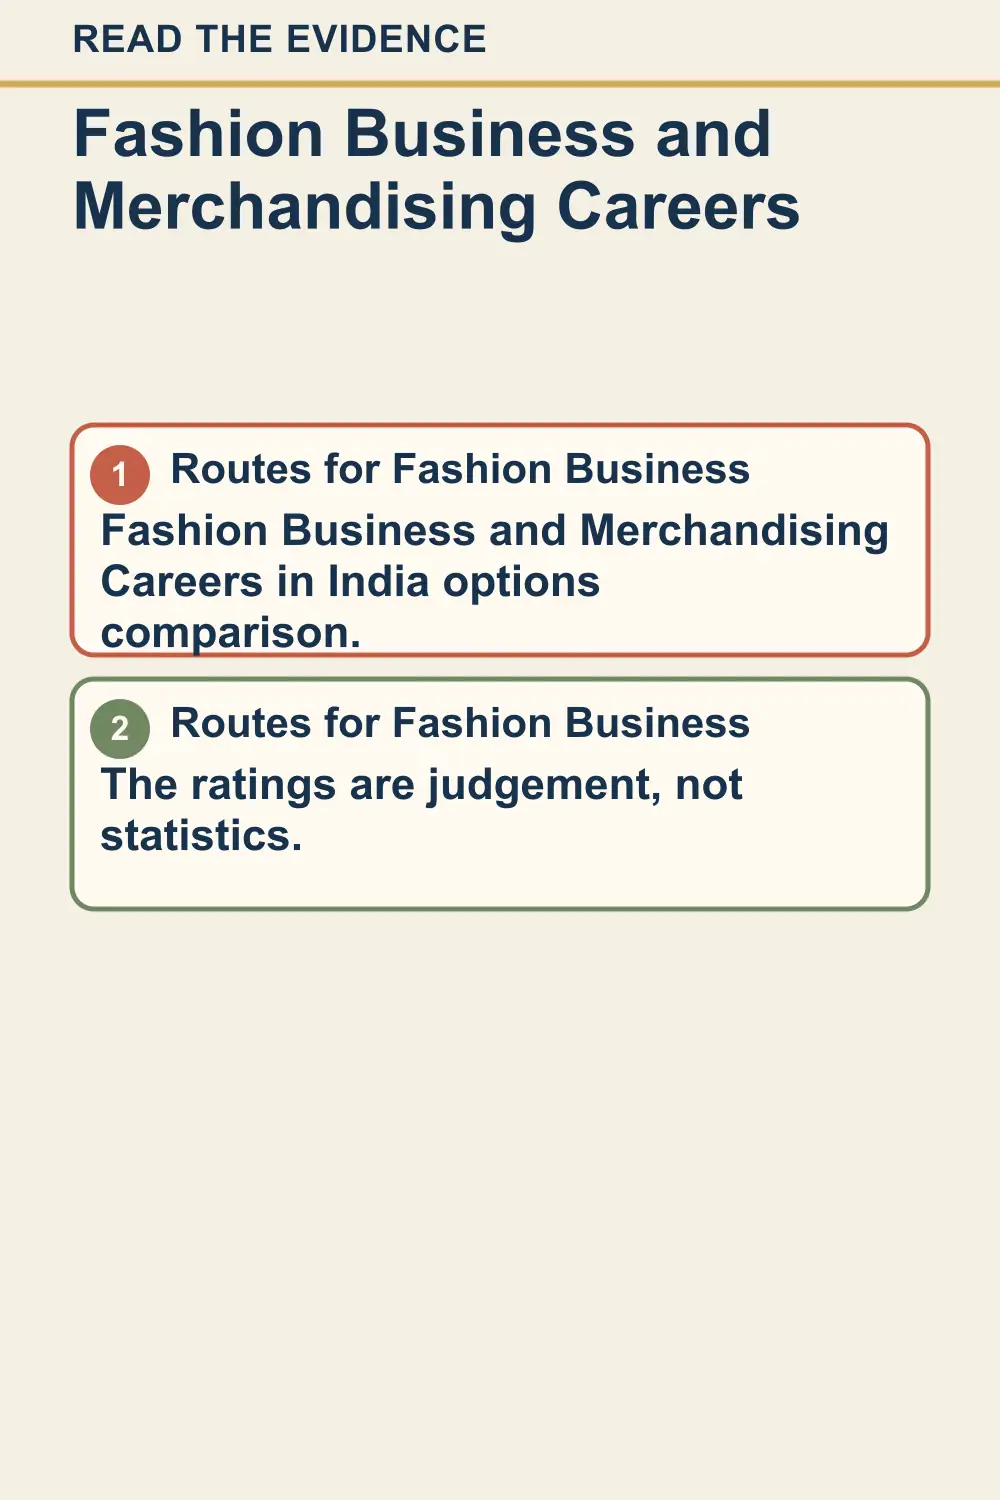 READ THE EVIDENCE
Fashion Business and
Merchandising Careers
1 Routes for Fashion Business
Fashion Business and Merchandising
Careers in India options
comparison.
2 Routes for Fashion Business
The ratings are judgement, not
statistics.